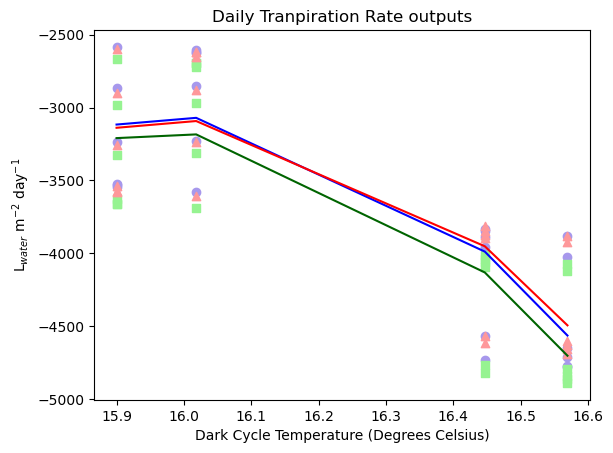 Daily Tranpiration Rate outputs
−2500
−3000
−3500
−4000
−4500
−5000
L_water m⁻² day⁻¹
15.9 16.0 16.1 16.2 16.3 16.4 16.5 16.6
Dark Cycle Temperature (Degrees Celsius)